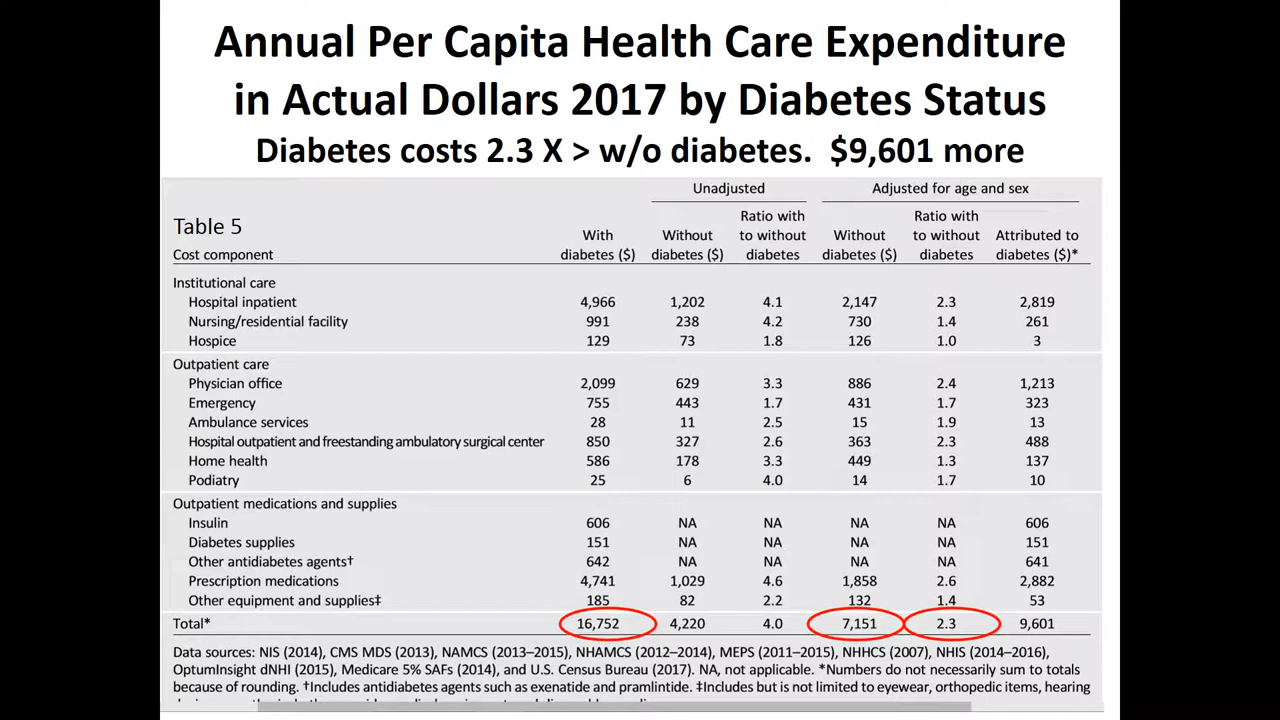 Annual Per Capita Health Care Expenditure
in Actual Dollars 2017 by Diabetes Status
Diabetes costs 2.3 X > w/o diabetes. $9,601 more
Unadjusted Adjusted for age and sex
Table 5 Ratio with Ratio with
With Without to without Without to without Attributed to
Cost component diabetes ($) diabetes ($) diabetes diabetes ($) diabetes diabetes ($)*
Institutional care
Hospital inpatient 4,966 1,202 4.1 2,147 2.3 2,819
Nursing/residential facility 991 238 4.2 730 1.4 261
Hospice 129 73 1.8 126 1.0 3
Outpatient care
Physician office 2,099 629 3.3 886 2.4 1,213
Emergency 755 443 1.7 431 1.7 323
Ambulance services 28 11 2.5 15 1.9 13
Hospital outpatient and freestanding ambulatory surgical center 850 327 2.6 363 2.3 488
Home health 586 178 3.3 449 1.3 137
Podiatry 25 6 4.0 14 1.7 10
Outpatient medications and supplies
Insulin 606 NA NA NA NA 606
Diabetes supplies 151 NA NA NA NA 151
Other antidiabetes agents† 642 NA NA NA NA 641
Prescription medications 4,741 1,029 4.6 1,858 2.6 2,882
Other equipment and supplies‡ 185 82 2.2 132 1.4 53
Total* 16,752 4,220 4.0 7,151 2.3 9,601
Data sources: NIS (2014), CMS MDS (2013), NAMCS (2013–2015), NHAMCS (2012–2014), MEPS (2011–2015), NHHCS (2007), NHIS (2014–2016),
OptumInsight dNHI (2015), Medicare 5% SAFs (2014), and U.S. Census Bureau (2017). NA, not applicable. *Numbers do not necessarily sum to totals
because of rounding. †Includes antidiabetes agents such as exenatide and pramlintide. ‡Includes but is not limited to eyewear, orthopedic items, hearing